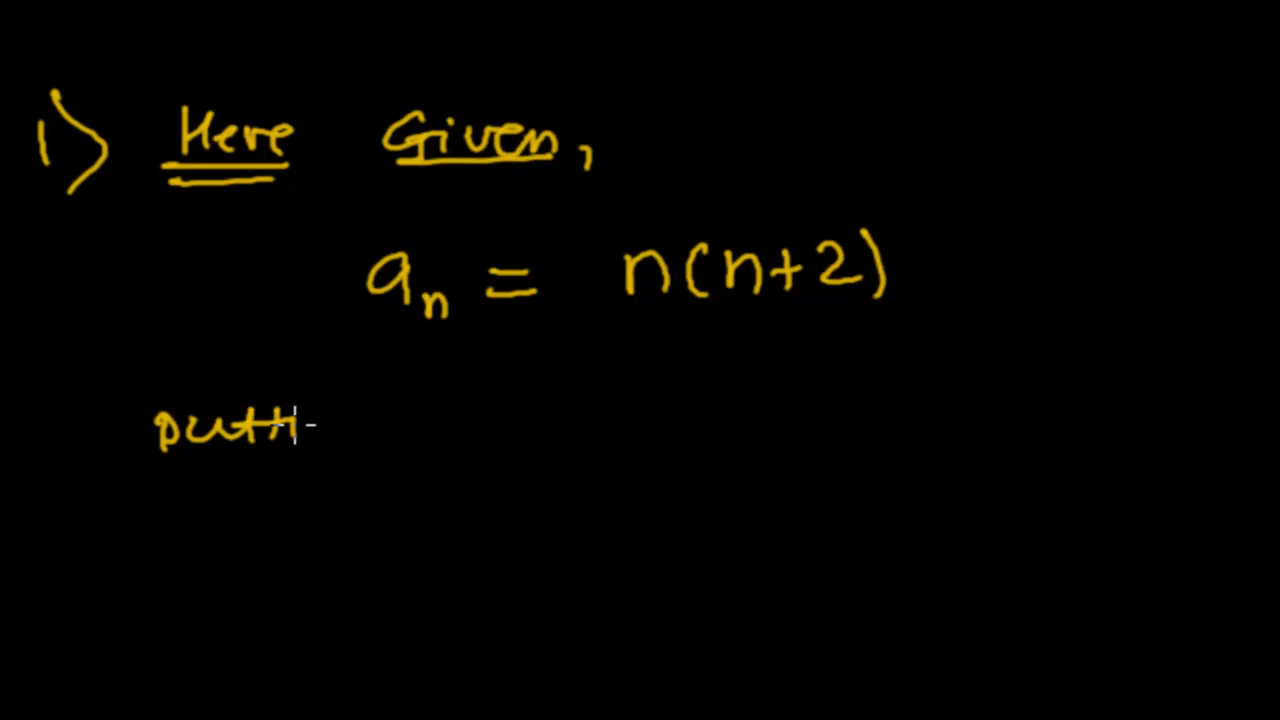 1) Here Given,
aₙ = n(n+2)
putti